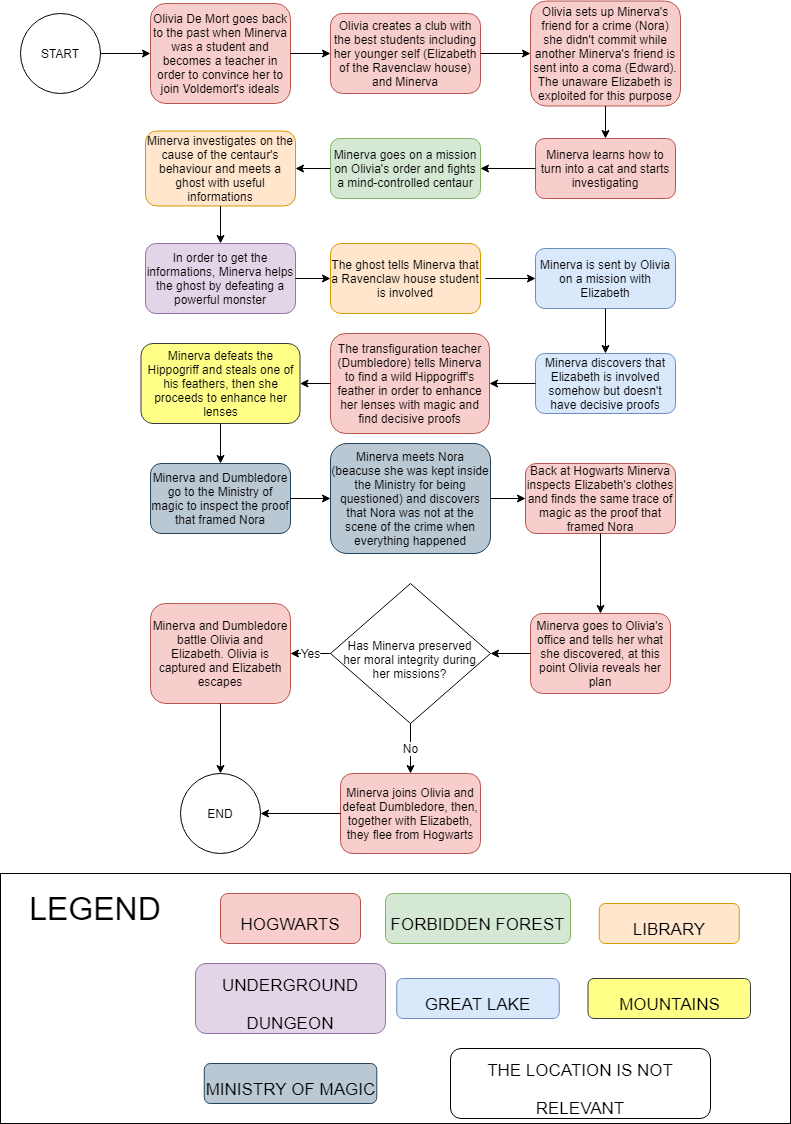 START
Olivia De Mort goes back
to the past when Minerva
was a student and
becomes a teacher in
order to convince her to
join Voldemort's ideals
Olivia creates a club with
the best students including
her younger self (Elizabeth
of the Ravenclaw house)
and Minerva
Olivia sets up Minerva's
friend for a crime (Nora)
she didn't commit while
another Minerva's friend is
sent into a coma (Edward).
The unaware Elizabeth is
exploited for this purpose
Minerva learns how to
turn into a cat and starts
investigating
Minerva goes on a mission
on Olivia's order and fights
a mind-controlled centaur
Minerva investigates on the
cause of the centaur's
behaviour and meets a
ghost with useful
informations
In order to get the
informations, Minerva helps
the ghost by defeating a
powerful monster
The ghost tells Minerva that
a Ravenclaw house student
is involved
Minerva is sent by Olivia
on a mission with
Elizabeth
Minerva discovers that
Elizabeth is involved
somehow but doesn't
have decisive proofs
The transfiguration teacher
(Dumbledore) tells Minerva
to find a wild Hippogriff's
feather in order to enhance
her lenses with magic and
find decisive proofs
Minerva defeats the
Hippogriff and steals one of
his feathers, then she
proceeds to enhance her
lenses
Minerva and Dumbledore
go to the Ministry of
magic to inspect the proof
that framed Nora
Minerva meets Nora
(beacuse she was kept inside
the Ministry for being
questioned) and discovers
that Nora was not at the
scene of the crime when
everything happened
Back at Hogwarts Minerva
inspects Elizabeth's clothes
and finds the same trace of
magic as the proof that
framed Nora
Minerva goes to Olivia's
office and tells her what
she discovered, at this
point Olivia reveals her
plan
Has Minerva preserved
her moral integrity during
her missions?
Yes
Minerva and Dumbledore
battle Olivia and
Elizabeth. Olivia is
captured and Elizabeth
escapes
No
Minerva joins Olivia and
defeat Dumbledore, then,
together with Elizabeth,
they flee from Hogwarts
END
LEGEND
HOGWARTS
FORBIDDEN FOREST
LIBRARY
UNDERGROUND
DUNGEON
GREAT LAKE
MOUNTAINS
MINISTRY OF MAGIC
THE LOCATION IS NOT
RELEVANT